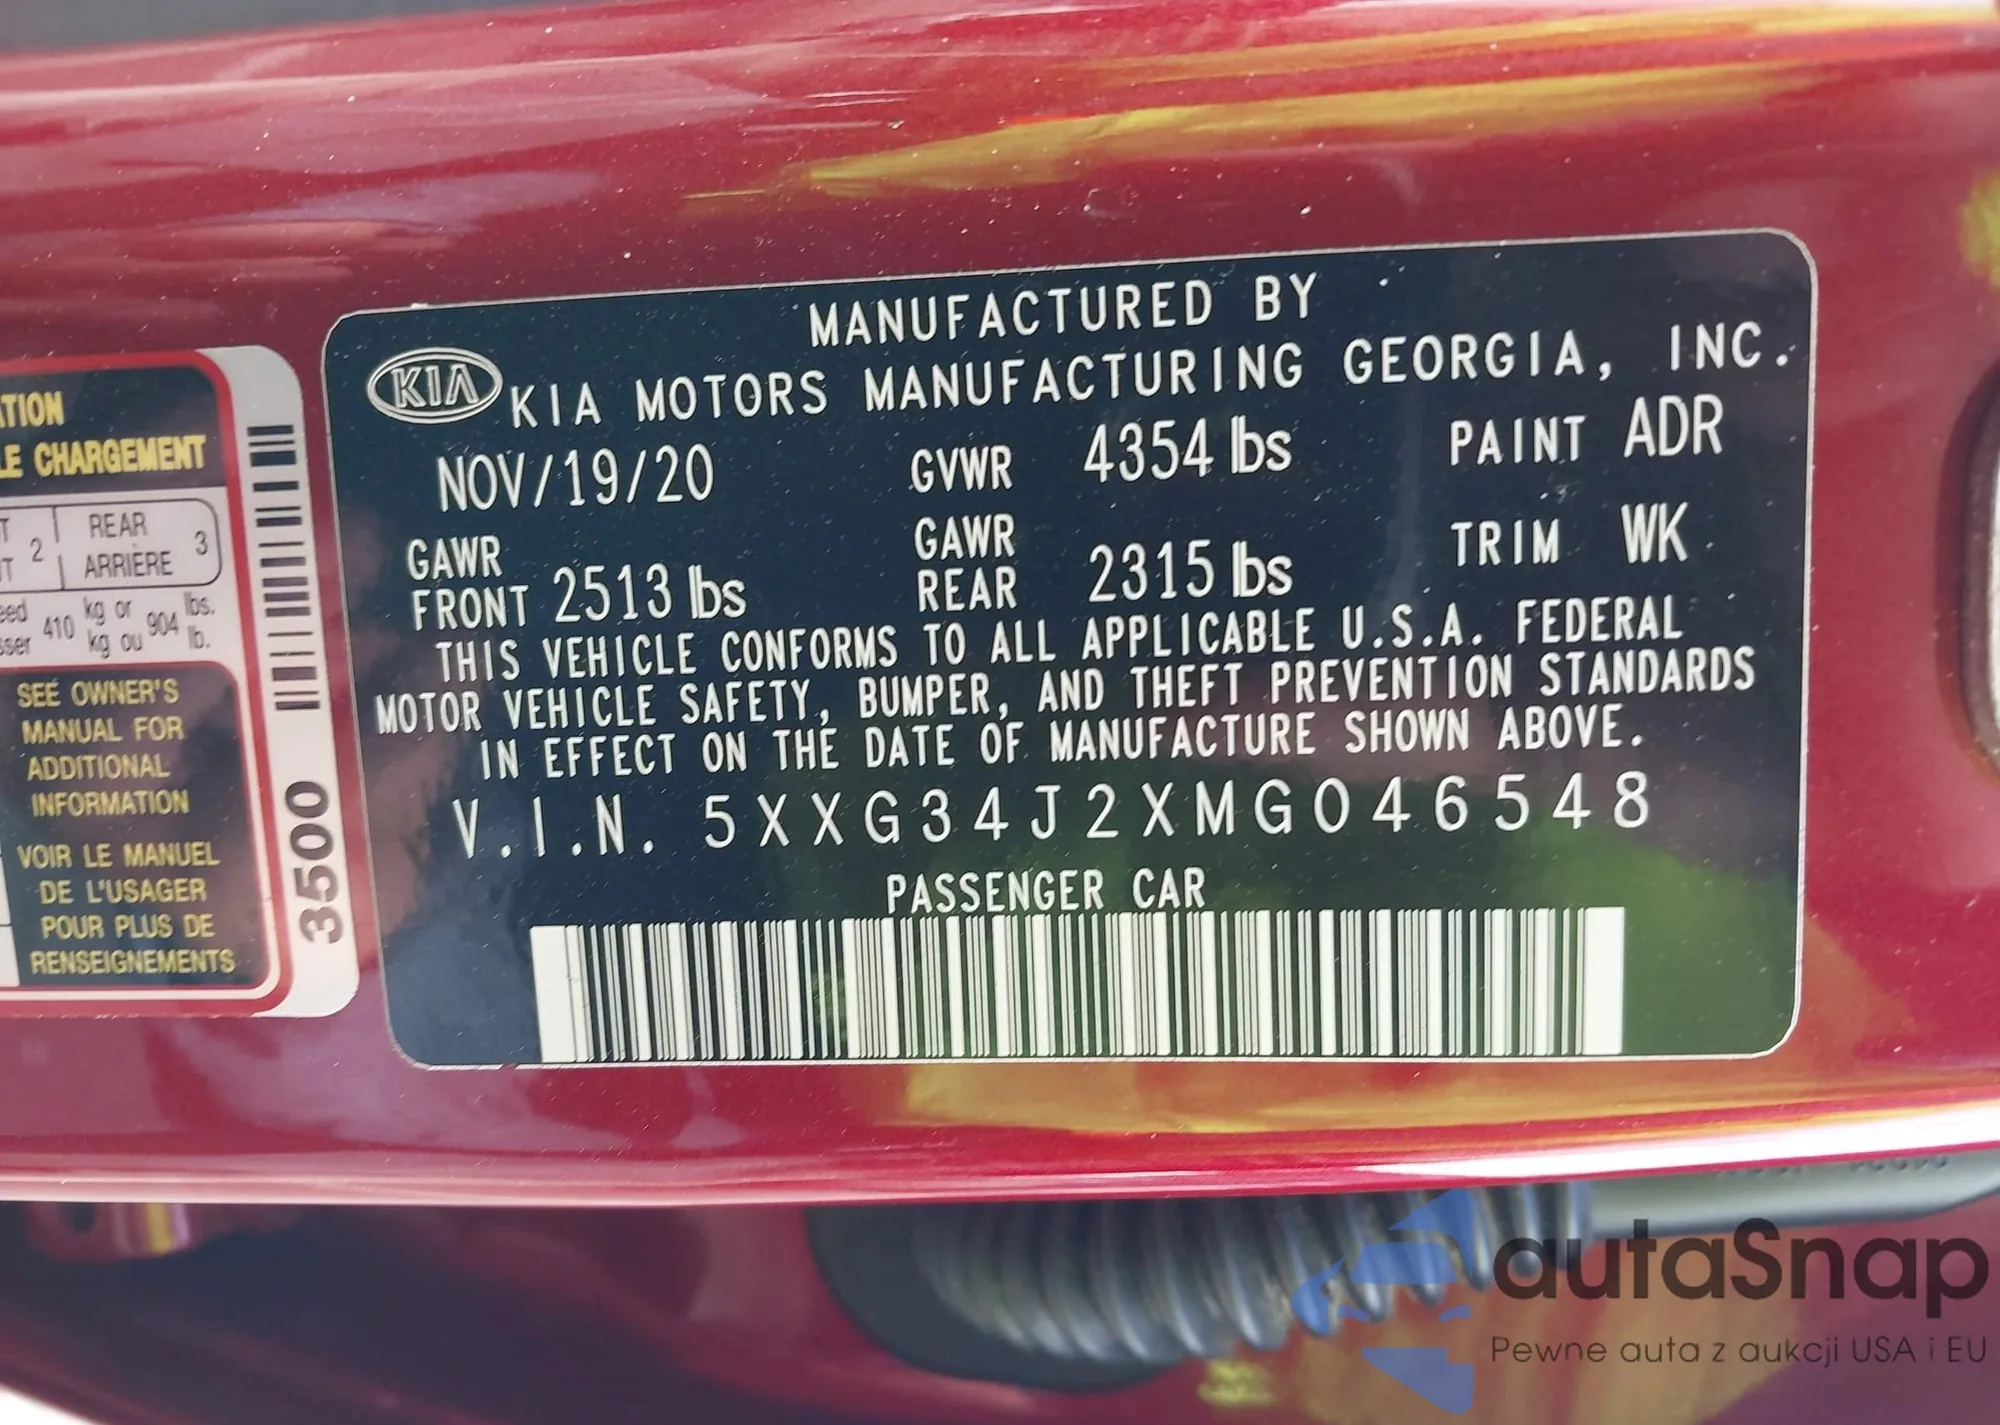 MANUFACTURED BY
KIA KIA MOTORS MANUFACTURING GEORGIA, INC.
NOV/19/20 GVWR 4354 lbs PAINT ADR
GAWR FRONT 2513 lbs GAWR REAR 2315 lbs TRIM WK
THIS VEHICLE CONFORMS TO ALL APPLICABLE U.S.A. FEDERAL
MOTOR VEHICLE SAFETY, BUMPER, AND THEFT PREVENTION STANDARDS
IN EFFECT ON THE DATE OF MANUFACTURE SHOWN ABOVE.
V.I.N. 5XXG34J2XMG046548
PASSENGER CAR
LE CHARGEMENT
2 REAR 3
ARRIÈRE
410 kg or 904 lbs.
kg ou lb.
SEE OWNER'S
MANUAL FOR
ADDITIONAL
INFORMATION
VOIR LE MANUEL
DE L'USAGER
POUR PLUS DE
RENSEIGNEMENTS
3500
autaSnap
Pewne auta z aukcji USA i EU